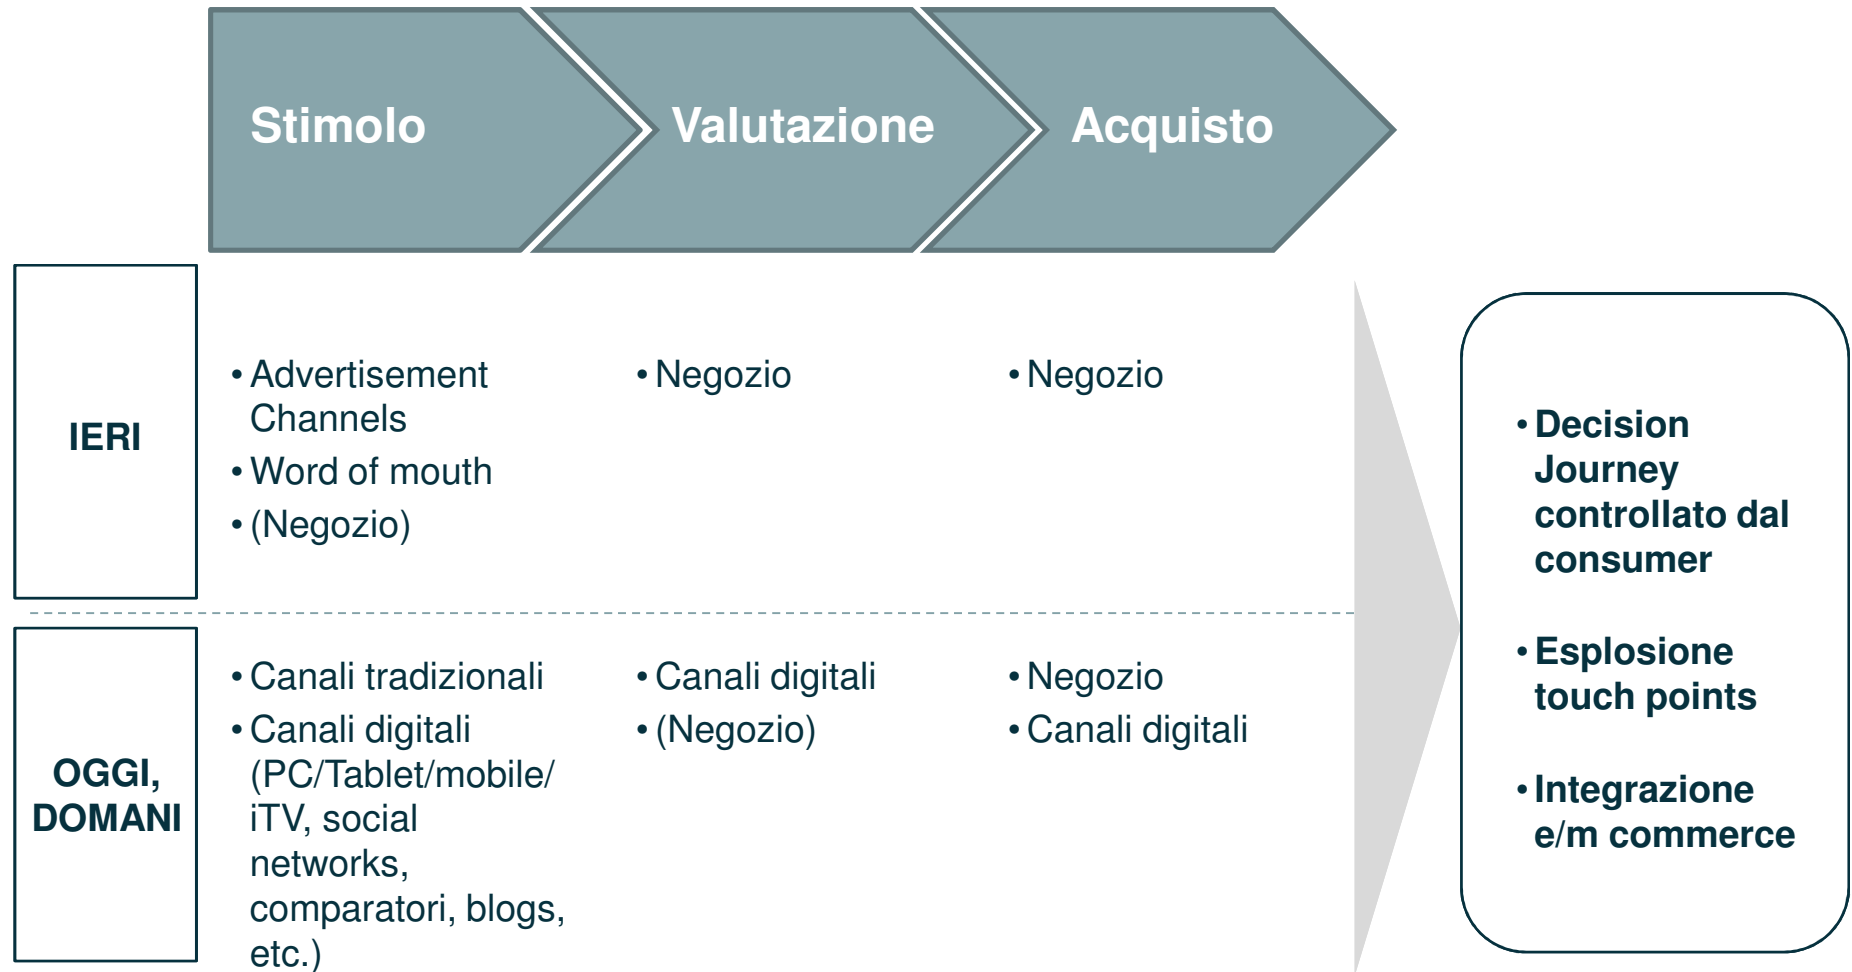 Stimolo
Valutazione
Acquisto
IERI
• Advertisement
Channels
• Word of mouth
• (Negozio)
• Negozio
• Negozio
OGGI,
DOMANI
• Canali tradizionali
• Canali digitali
(PC/Tablet/mobile/
iTV, social
networks,
comparatori, blogs,
etc.)
• Canali digitali
• (Negozio)
• Negozio
• Canali digitali
• Decision
Journey
controllato dal
consumer
• Esplosione
touch points
• Integrazione
e/m commerce